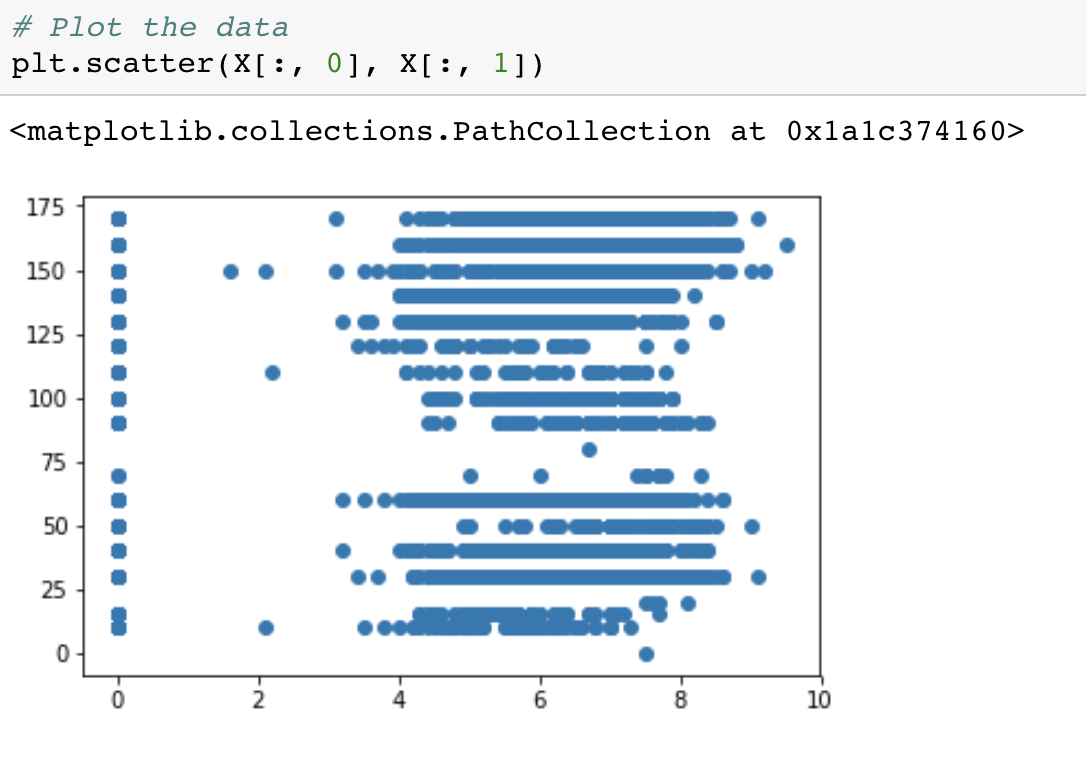 # Plot the data
plt.scatter(X[:, 0], X[:, 1])
<matplotlib.collections.PathCollection at 0x1a1c374160>
175
150
125
100
75
50
25
0
0 2 4 6 8 10